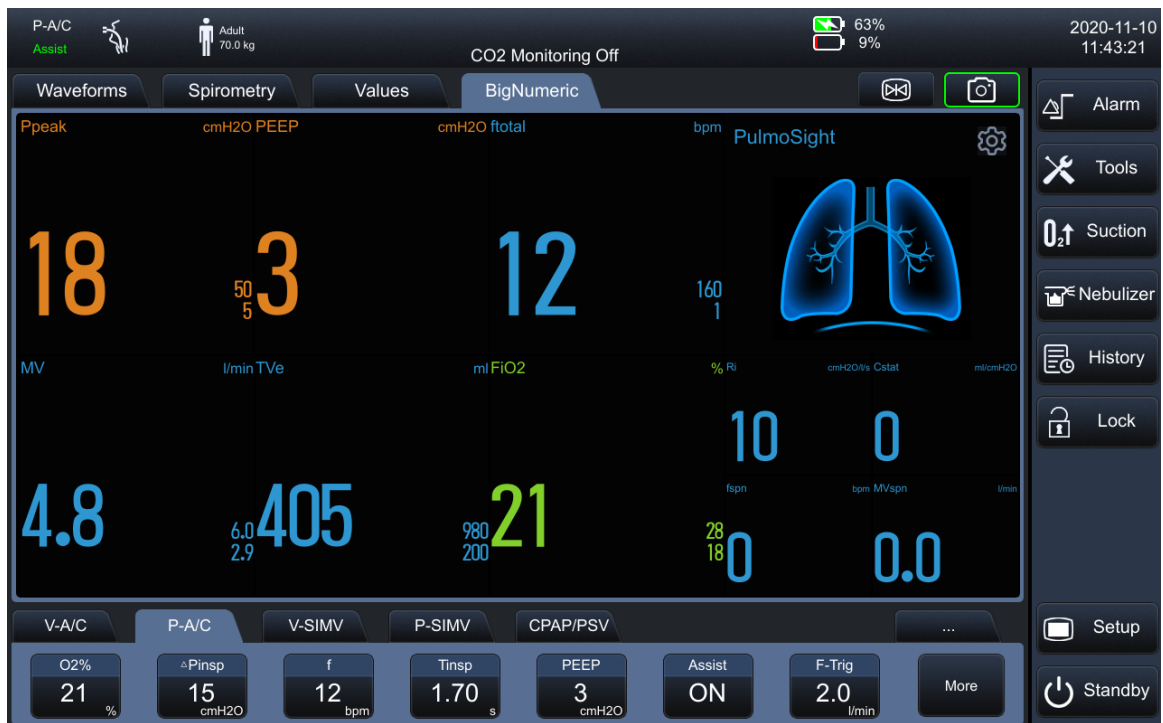 P-A/C
Assist
Adult
70.0 kg
CO2 Monitoring Off
63%
9%
2020-11-10
11:43:21
Waveforms
Spirometry
Values
BigNumeric
Alarm
Tools
O2 Suction
Nebulizer
History
Lock
Setup
Standby
Ppeak cmH2O
18
50
5
PEEP cmH2O
3
ftotal bpm
12
160
1
PulmoSight
MV l/min
4.8
6.0
2.9
TVe ml
405
980
200
FiO2 %
21
28
18
Ri cmH2O/l/s
10
Cstat ml/cmH2O
0
fspn bpm
0
MVspn l/min
0.0
V-A/C
P-A/C
V-SIMV
P-SIMV
CPAP/PSV
...
O2%
21
%
△Pinsp
15
cmH2O
f
12
bpm
Tinsp
1.70
s
PEEP
3
cmH2O
Assist
ON
F-Trig
2.0
l/min
More